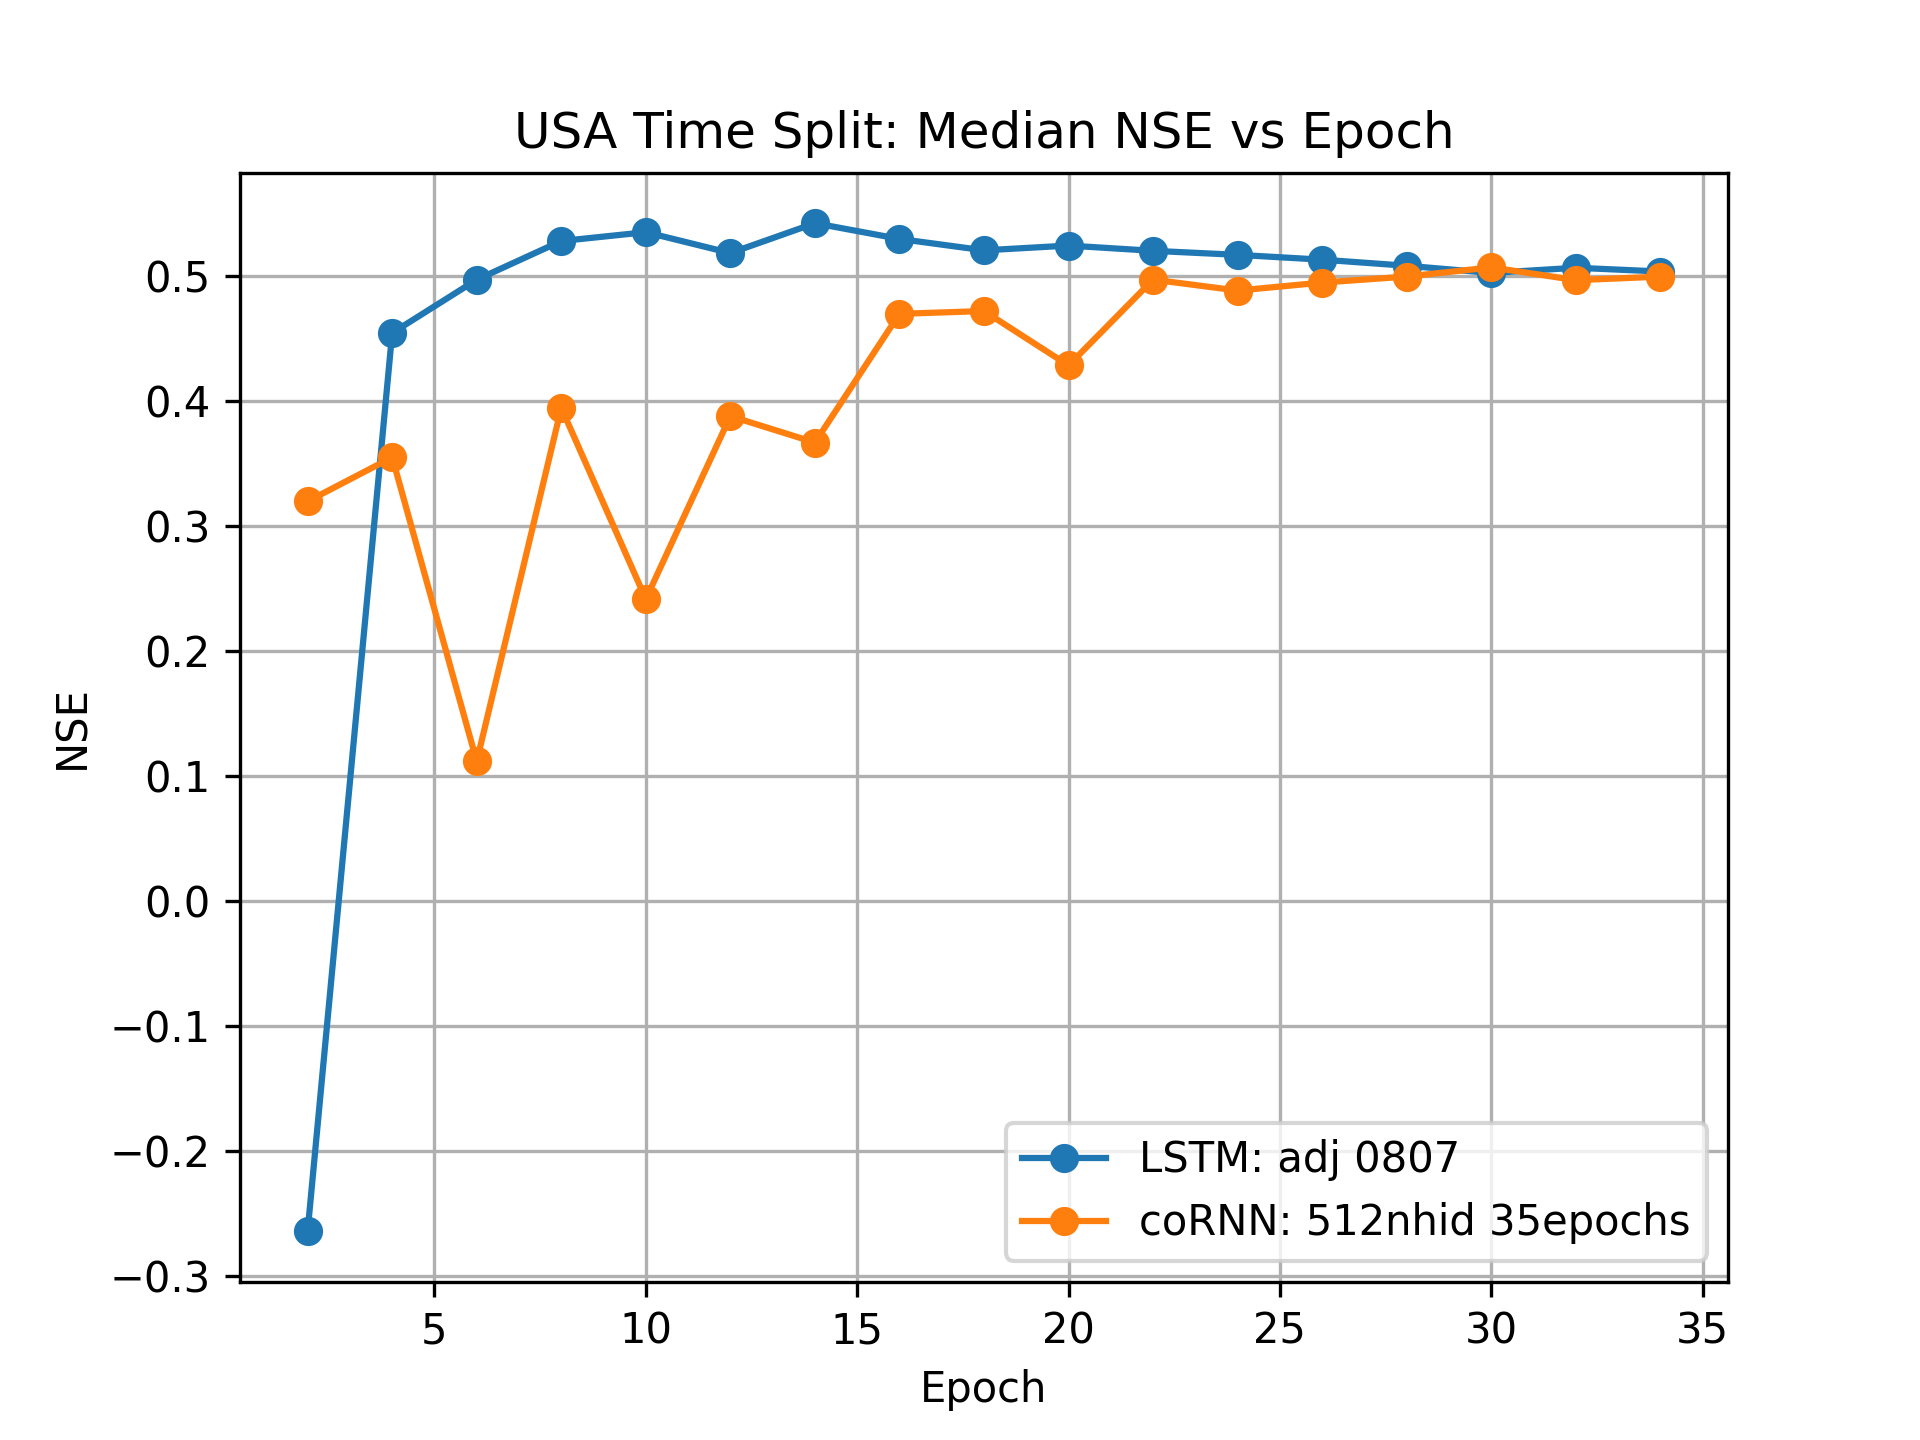 USA Time Split: Median NSE vs Epoch
NSE
0.5
0.4
0.3
0.2
0.1
0.0
−0.1
−0.2
−0.3
LSTM: adj 0807
coRNN: 512nhid 35epochs
5 10 15 20 25 30 35
Epoch